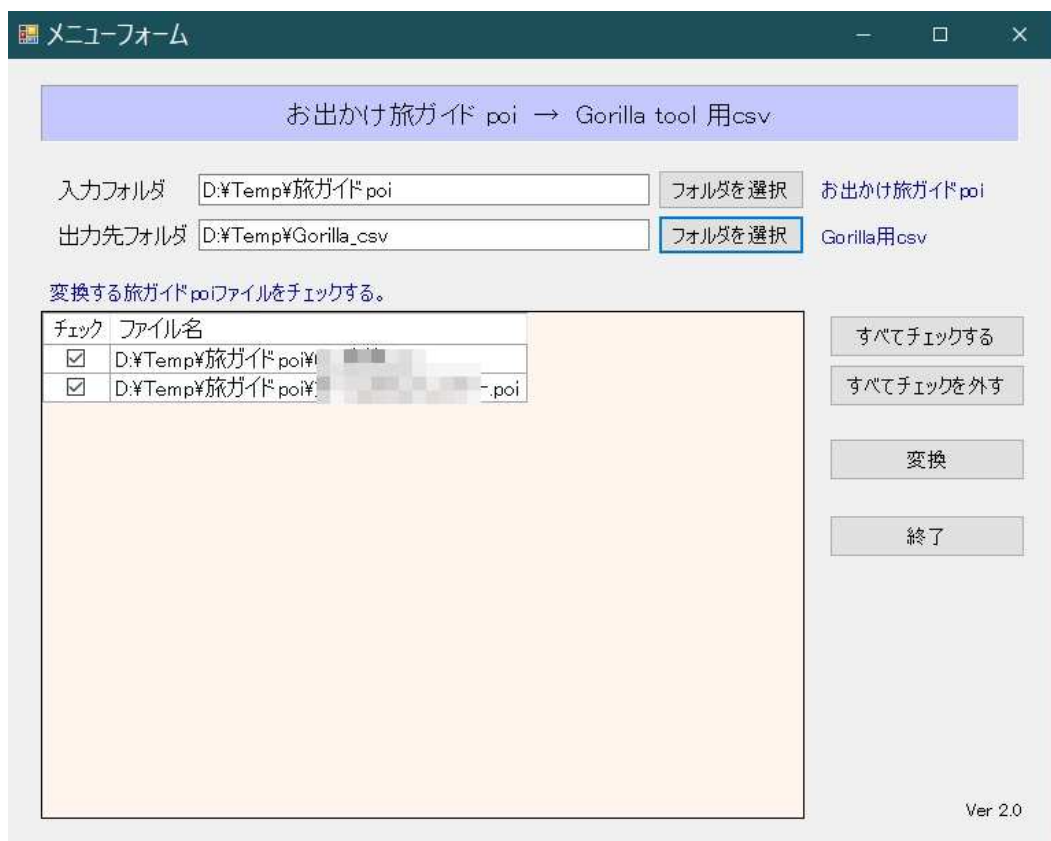 メニューフォーム
お出かけ旅ガイド poi → Gorilla tool 用csv
入力フォルダ D:¥Temp¥旅ガイドpoi フォルダを選択 お出かけ旅ガイドpoi
出力先フォルダ D:¥Temp¥Gorilla_csv フォルダを選択 Gorilla用csv
変換する旅ガイドpoiファイルをチェックする。
チェック ファイル名
D:¥Temp¥旅ガイドpoi¥
D:¥Temp¥旅ガイドpoi¥ ー.poi
すべてチェックする
すべてチェックを外す
変換
終了
Ver 2.0